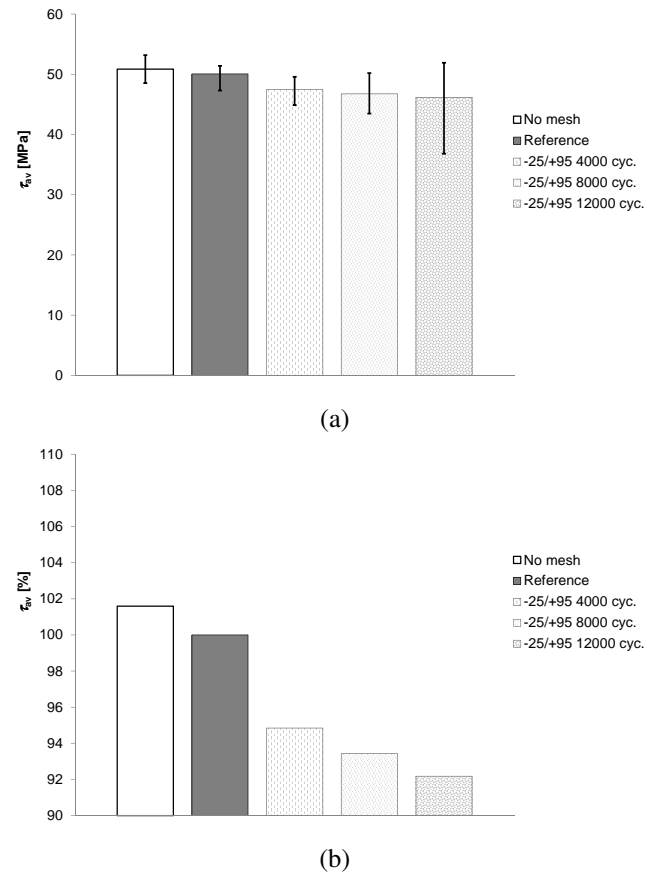 60
50
40
30
20
10
0
τav [MPa]
No mesh
Reference
-25/+95 4000 cyc.
-25/+95 8000 cyc.
-25/+95 12000 cyc.
(a)
110
108
106
104
102
100
98
96
94
92
90
τav [%]
No mesh
Reference
-25/+95 4000 cyc.
-25/+95 8000 cyc.
-25/+95 12000 cyc.
(b)